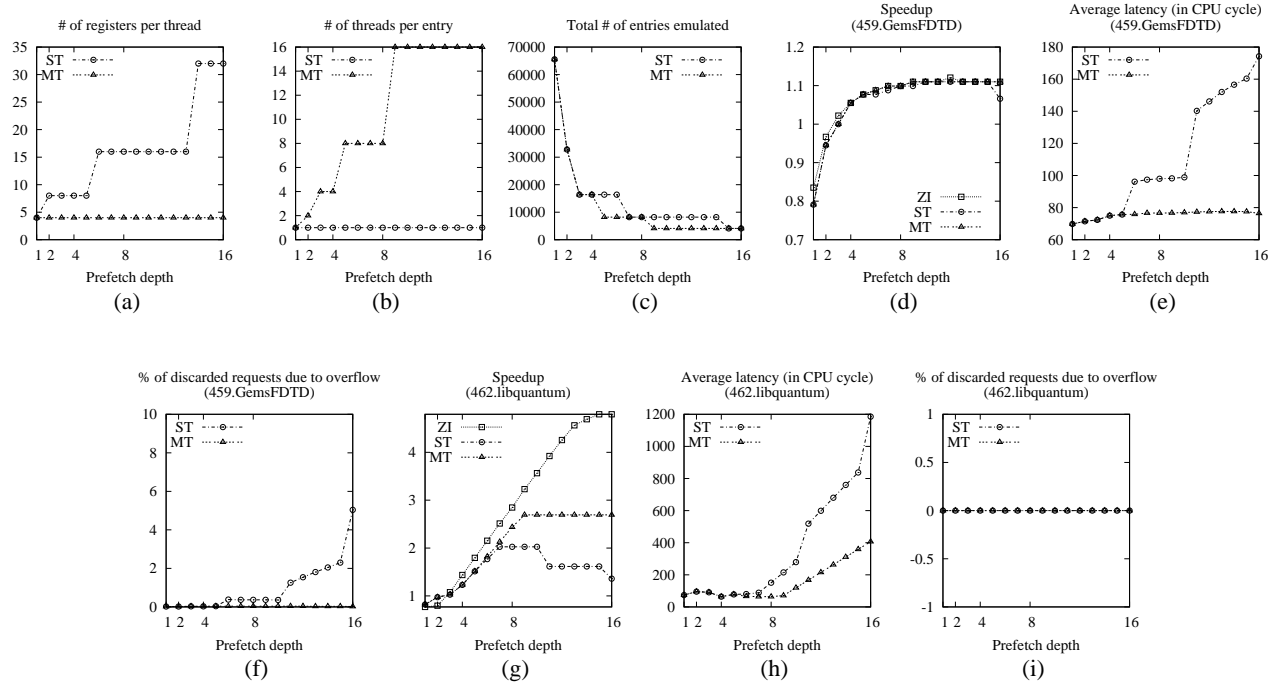 # of registers per thread
35
30
25
20
15
10
5
0
ST
MT
1 2 4 8 16
Prefetch depth
(a)
# of threads per entry
16
14
12
10
8
6
4
2
0
ST
MT
1 2 4 8 16
Prefetch depth
(b)
Total # of entries emulated
70000
60000
50000
40000
30000
20000
10000
0
ST
MT
1 2 4 8 16
Prefetch depth
(c)
Speedup
(459.GemsFDTD)
1.2
1.1
1
0.9
0.8
0.7
ZI
ST
MT
1 2 4 8 16
Prefetch depth
(d)
Average latency (in CPU cycle)
(459.GemsFDTD)
180
160
140
120
100
80
60
ST
MT
1 2 4 8 16
Prefetch depth
(e)
% of discarded requests due to overflow
(459.GemsFDTD)
10
8
6
4
2
0
ST
MT
1 2 4 8 16
Prefetch depth
(f)
Speedup
(462.libquantum)
4
3
2
1
ZI
ST
MT
1 2 4 8 16
Prefetch depth
(g)
Average latency (in CPU cycle)
(462.libquantum)
1200
1000
800
600
400
200
0
ST
MT
1 2 4 8 16
Prefetch depth
(h)
% of discarded requests due to overflow
(462.libquantum)
1
0.5
0
-0.5
-1
ST
MT
1 2 4 8 16
Prefetch depth
(i)